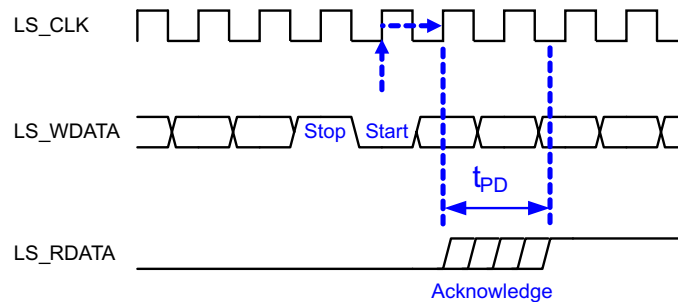 LS_CLK
LS_WDATA
Stop
Start
tPD
LS_RDATA
Acknowledge